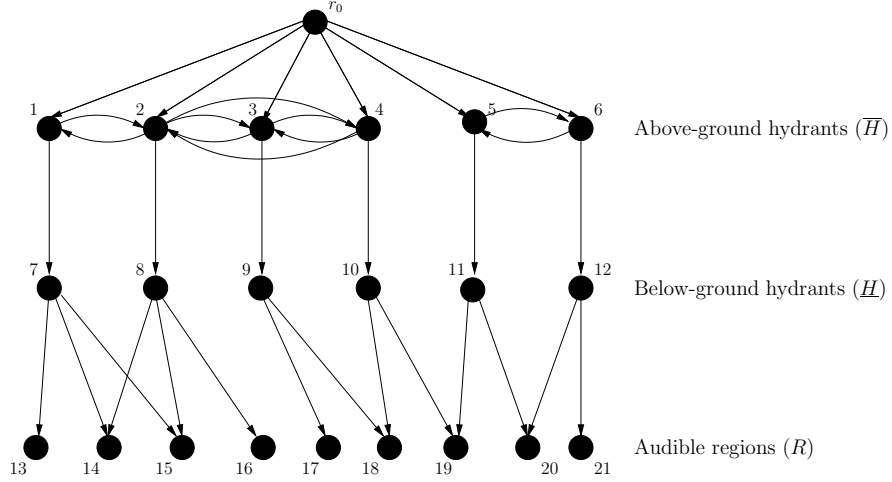 r₀
1 2 3 4 5 6 Above-ground hydrants (H̅)
7 8 9 10 11 12 Below-ground hydrants (H̲)
13 14 15 16 17 18 19 20 21 Audible regions (R)